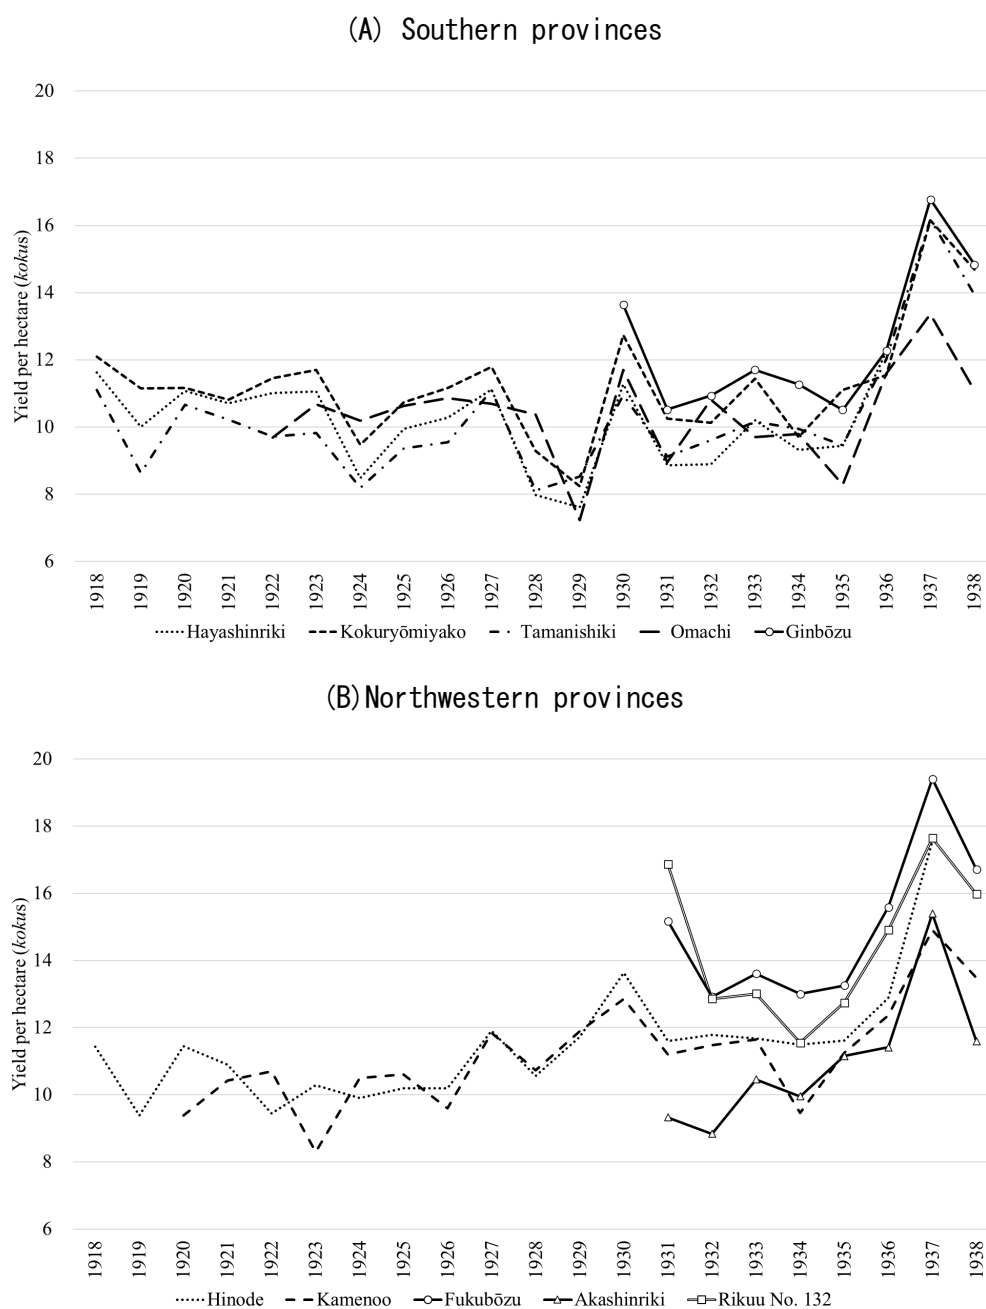 (A) Southern provinces
Yield per hectare (kokus)
20
18
16
14
12
10
8
6
1918 1919 1920 1921 1922 1923 1924 1925 1926 1927 1928 1929 1930 1931 1932 1933 1934 1935 1936 1937 1938
Hayashinriki Kokuryōmiyako Tamanishiki Omachi Ginbōzu
(B)Northwestern provinces
Yield per hectare (kokus)
20
18
16
14
12
10
8
6
1918 1919 1920 1921 1922 1923 1924 1925 1926 1927 1928 1929 1930 1931 1932 1933 1934 1935 1936 1937 1938
Hinode Kamenoo Fukubōzu Akashinriki Rikuu No. 132